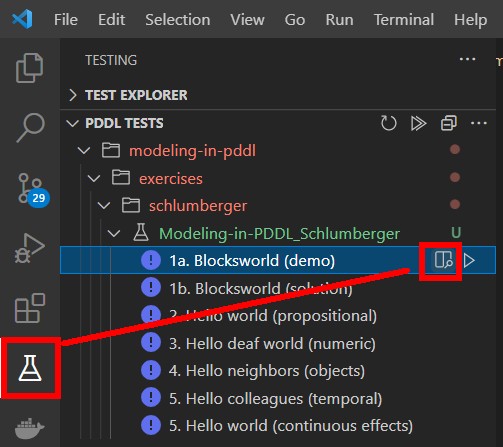 File Edit Selection View Go Run Terminal Help
TESTING
TEST EXPLORER
PDDL TESTS
modeling-in-pddl
exercises
schlumberger
Modeling-in-PDDL_Schlumberger U
1a. Blocksworld (demo)
1b. Blocksworld (solution)
2. Hello world (propositional)
3. Hello deaf world (numeric)
4. Hello neighbors (objects)
5. Hello colleagues (temporal)
5. Hello world (continuous effects)
29